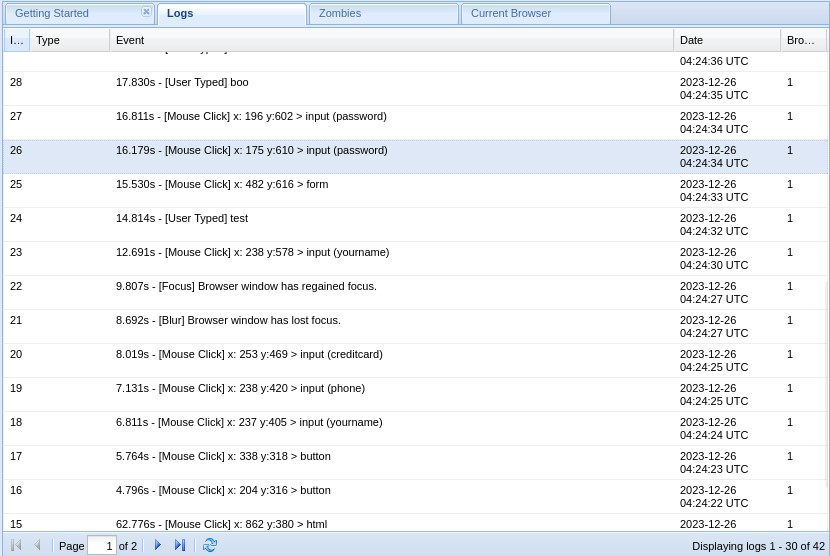 Getting Started
Logs
Zombies
Current Browser
I... Type Event Date Bro...
04:24:36 UTC
28 17.830s - [User Typed] boo 2023-12-26 1
04:24:35 UTC
27 16.811s - [Mouse Click] x: 196 y:602 > input (password) 2023-12-26 1
04:24:34 UTC
26 16.179s - [Mouse Click] x: 175 y:610 > input (password) 2023-12-26 1
04:24:34 UTC
25 15.530s - [Mouse Click] x: 482 y:616 > form 2023-12-26 1
04:24:33 UTC
24 14.814s - [User Typed] test 2023-12-26 1
04:24:32 UTC
23 12.691s - [Mouse Click] x: 238 y:578 > input (yourname) 2023-12-26 1
04:24:30 UTC
22 9.807s - [Focus] Browser window has regained focus. 2023-12-26 1
04:24:27 UTC
21 8.692s - [Blur] Browser window has lost focus. 2023-12-26 1
04:24:27 UTC
20 8.019s - [Mouse Click] x: 253 y:469 > input (creditcard) 2023-12-26 1
04:24:25 UTC
19 7.131s - [Mouse Click] x: 238 y:420 > input (phone) 2023-12-26 1
04:24:25 UTC
18 6.811s - [Mouse Click] x: 237 y:405 > input (yourname) 2023-12-26 1
04:24:24 UTC
17 5.764s - [Mouse Click] x: 338 y:318 > button 2023-12-26 1
04:24:23 UTC
16 4.796s - [Mouse Click] x: 204 y:316 > button 2023-12-26 1
04:24:22 UTC
15 62.776s - [Mouse Click] x: 862 y:380 > html 2023-12-26 1
Page 1 of 2 Displaying logs 1 - 30 of 42